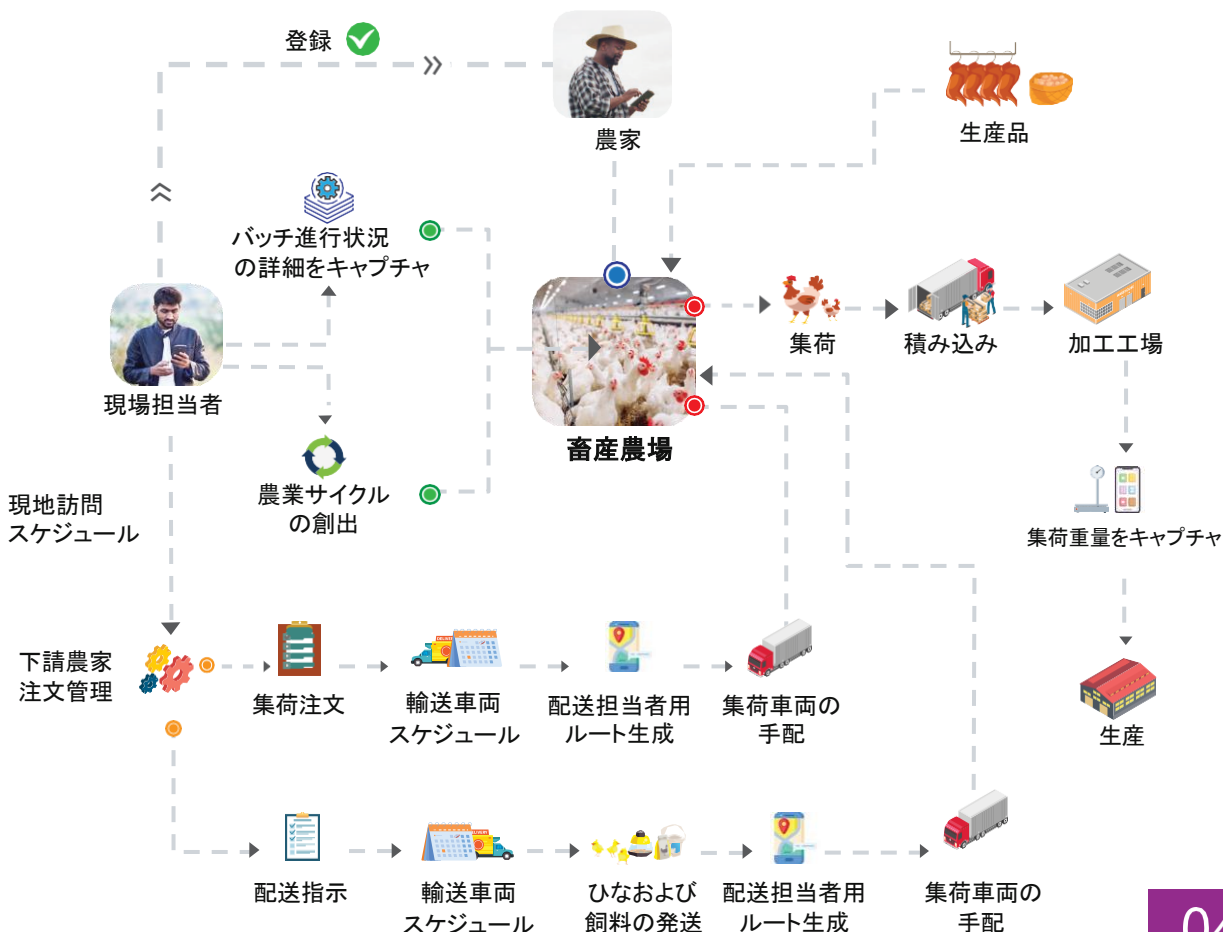 登録
農家
生産品
バッチ進行状況
の詳細をキャプチャ
現場担当者
集荷
積み込み
加工工場
畜産農場
農業サイクル
の創出
現地訪問
スケジュール
集荷重量をキャプチャ
下請農家
注文管理
集荷注文
輸送車両
スケジュール
配送担当者用
ルート生成
集荷車両の
手配
生産
配送指示
輸送車両
スケジュール
ひなおよび
飼料の発送
配送担当者用
ルート生成
集荷車両の
手配